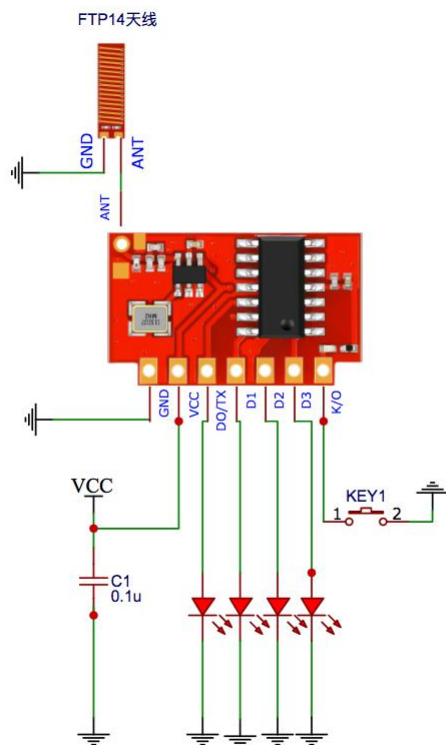 FTP14天线
GND
ANT
ANT
GND
VCC
DO/TX
D1
D2
D3
K/O
KEY1
1
2
VCC
C1
0.1u